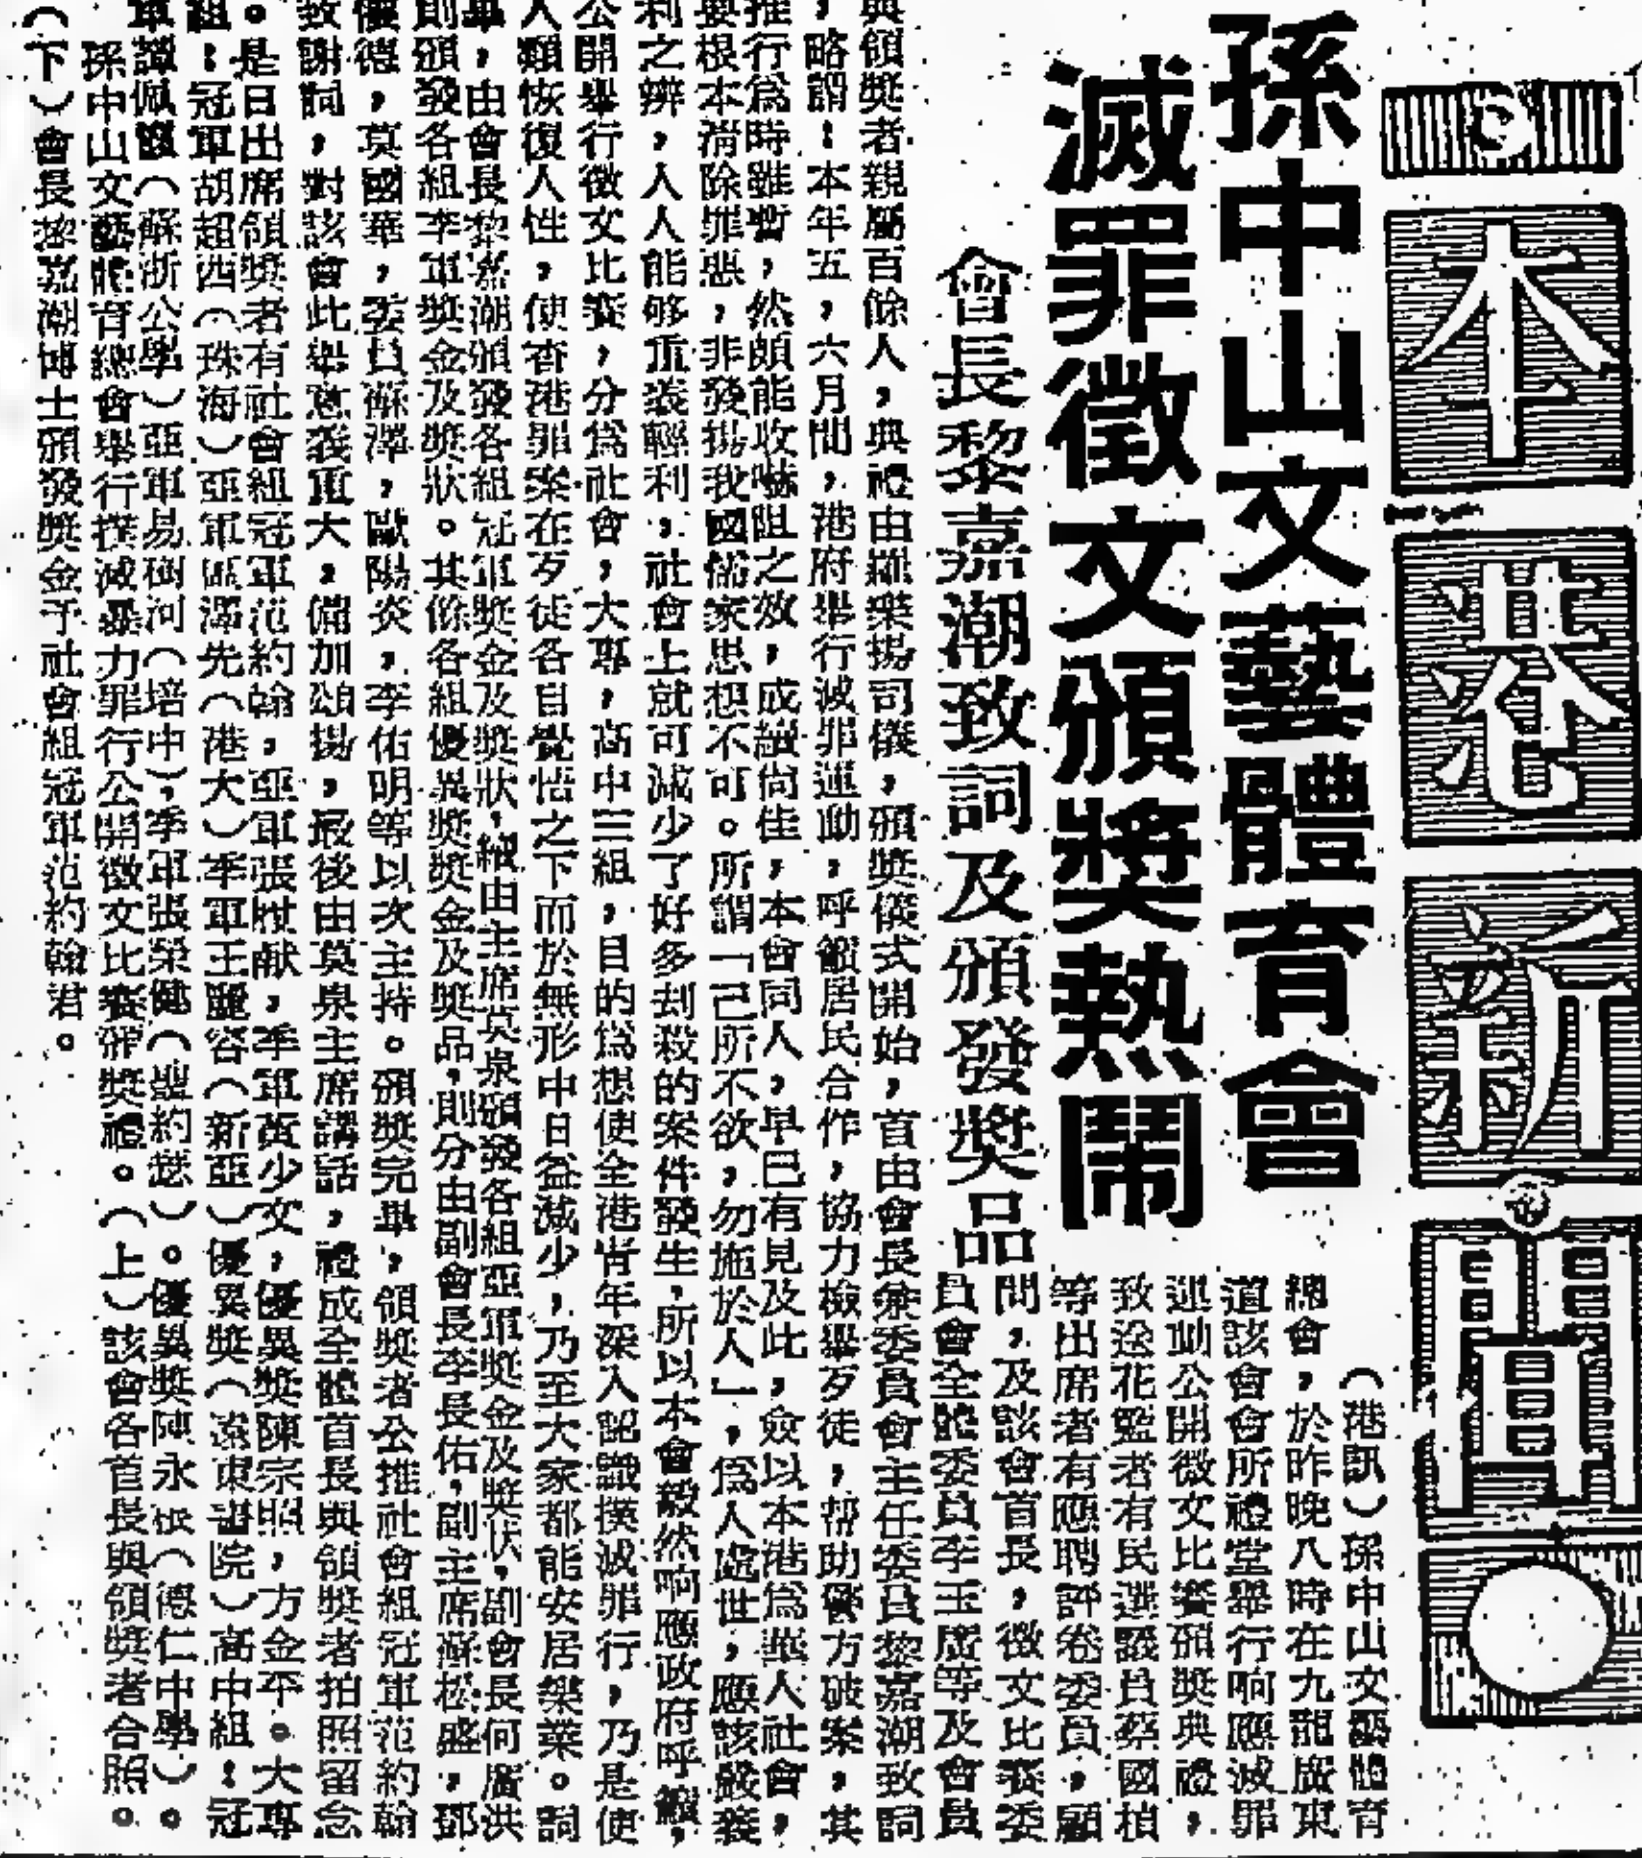 本港新聞
孫中山文藝體育會
滅罪徵文頒獎熱鬧
會長黎嘉潮致詞及頒發獎品
（港訊）孫中山文藝體育
總會，於昨晚八時在九龍廣東
道該會會所禮堂舉行响應滅罪
運動公開徵文比賽頒獎典禮，
致送花籃者有民選議員蔡國楨
等出席者有應聘評卷委員，顧
問，及該會首長，徵文比賽委
員會全體委員李玉廣等及會員
與領獎者親屬百餘人，典禮由羅樂揚司儀，頒獎儀式開始，首由會長兼委員會主任委員黎嘉潮致詞
，略謂：本年五，六月間，港府舉行滅罪運動，呼籲居民合作，協力檢舉歹徒，帮助警方破案，其
推行為時雖暫，然頗能收嚇阻之效，成績尚佳，本會同人，早已有見及此，僉以本港為華人社會，
要根本消除罪惡，非發揚我國儒家思想不可。所謂「己所不欲，勿施於人」，為人處世，應該嚴義
利之辨，人人能够重義輕利，社會上就可減少了好多刦殺的案件發生，所以本會毅然响應政府呼籲，
公開舉行徵文比賽，分為社會，大專，高中三組，目的為想使全港青年深入認識撲滅罪行，乃是使
人類恢復人性，使香港罪案在歹徒各自覺悟之下而於無形中日益減少，乃至大家都能安居樂業。詞
畢，由會長黎嘉潮頒發各組冠軍獎金及獎狀，繼由主席莫泉頒發各組亞軍獎金及獎狀，副會長何廣洪
則頒發各組季軍獎金及獎狀。其餘各組優異獎獎金及獎品，則分由副會長李長佑，副主席蘇松盛，鄧
懷德，莫國華，委員蘇澤，歐陽炎，李佑明等以次主持。頒獎完畢，領獎者公推社會組冠軍范約翰
致謝詞，對該會此舉意義重大，備加頌揚，最後由莫泉主席講話，禮成全體首長與領獎者拍照留念
。是日出席領獎者有社會組冠軍范約翰，亞軍張 献，季軍黃少文，優異獎陳宗照，方金不。大專
組：冠軍胡超西（珠海）亞軍區 先（港大）季軍王麗容（新亞）優異獎（遠東書院）高中組：冠
軍譚佩 （蘇浙公學）亞軍易樹河（培中），季軍張榮健（聖約瑟）。優異獎陳永 （德仁中學）。
孫中山文藝體育總會舉行撲滅暴力罪行公開徵文比賽頒獎禮。（上）該會各首長與領獎者合照。
（下）會長黎嘉潮博士頒發獎金予社會組冠軍范約翰君。